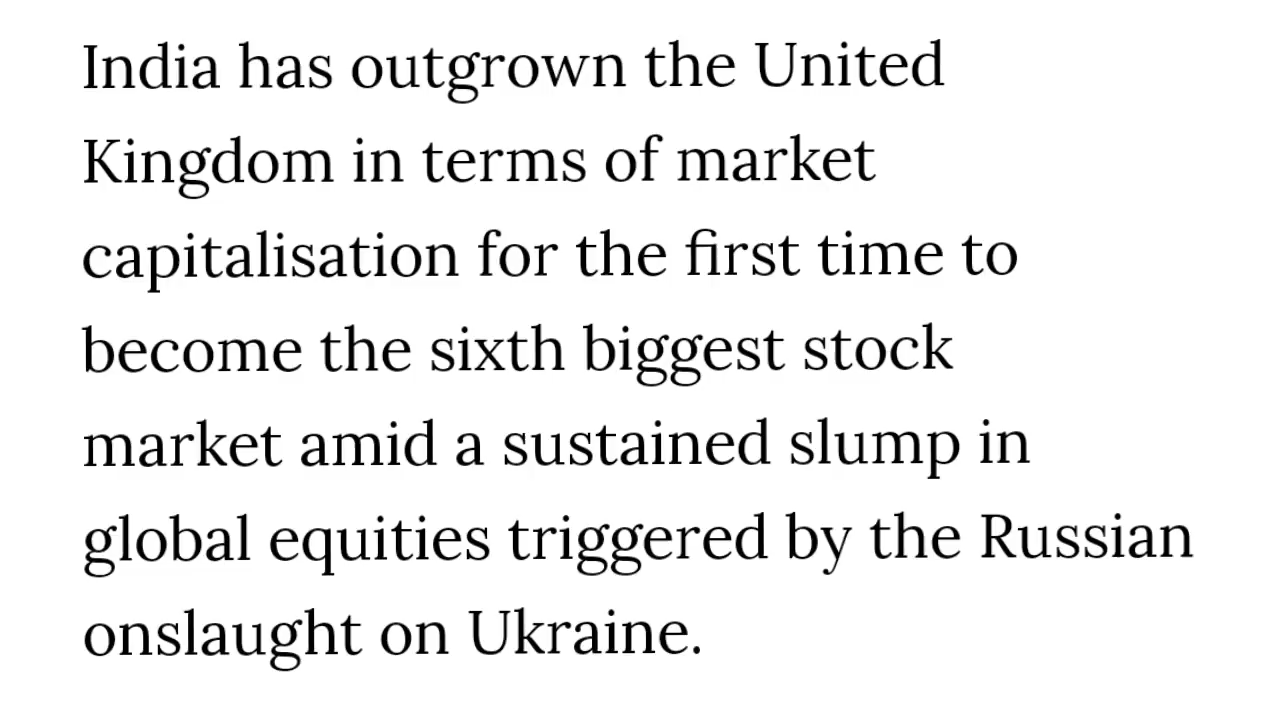 India has outgrown the United
Kingdom in terms of market
capitalisation for the first time to
become the sixth biggest stock
market amid a sustained slump in
global equities triggered by the Russian
onslaught on Ukraine.